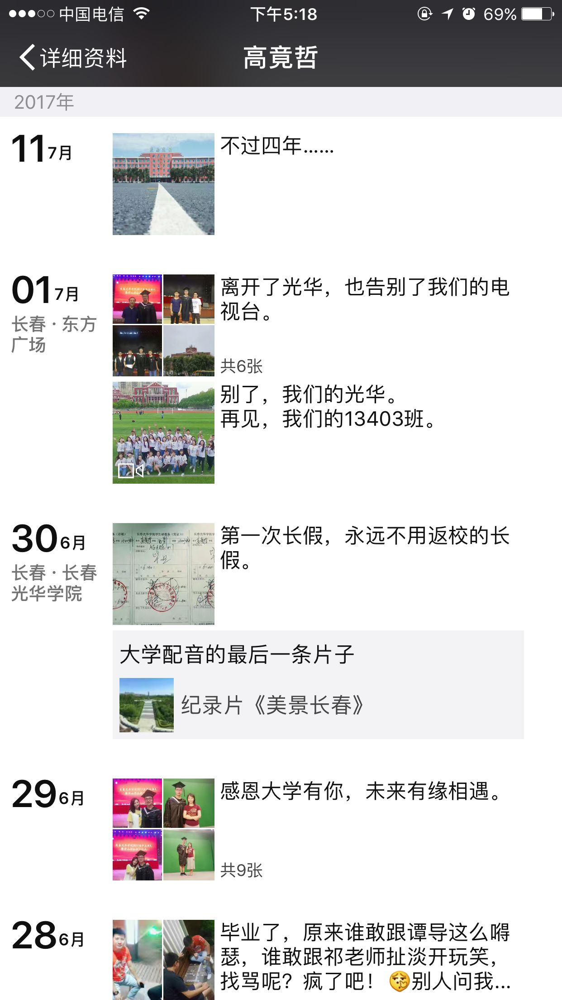 中国电信
下午5:18
69%
详细资料
高竟哲
2017年
11 7月
不过四年……
01 7月
长春 · 东方
广场
离开了光华，也告别了我们的电
视台。
共6张
别了，我们的光华。
再见，我们的13403班。
30 6月
长春 · 长春
光华学院
第一次长假，永远不用返校的长
假。
大学配音的最后一条片子
纪录片《美景长春》
29 6月
感恩大学有你，未来有缘相遇。
共9张
28 6月
毕业了，原来谁敢跟谭导这么嘚
瑟，谁敢跟祁老师扯淡开玩笑，
找骂呢？疯了吧！😚别人问我...